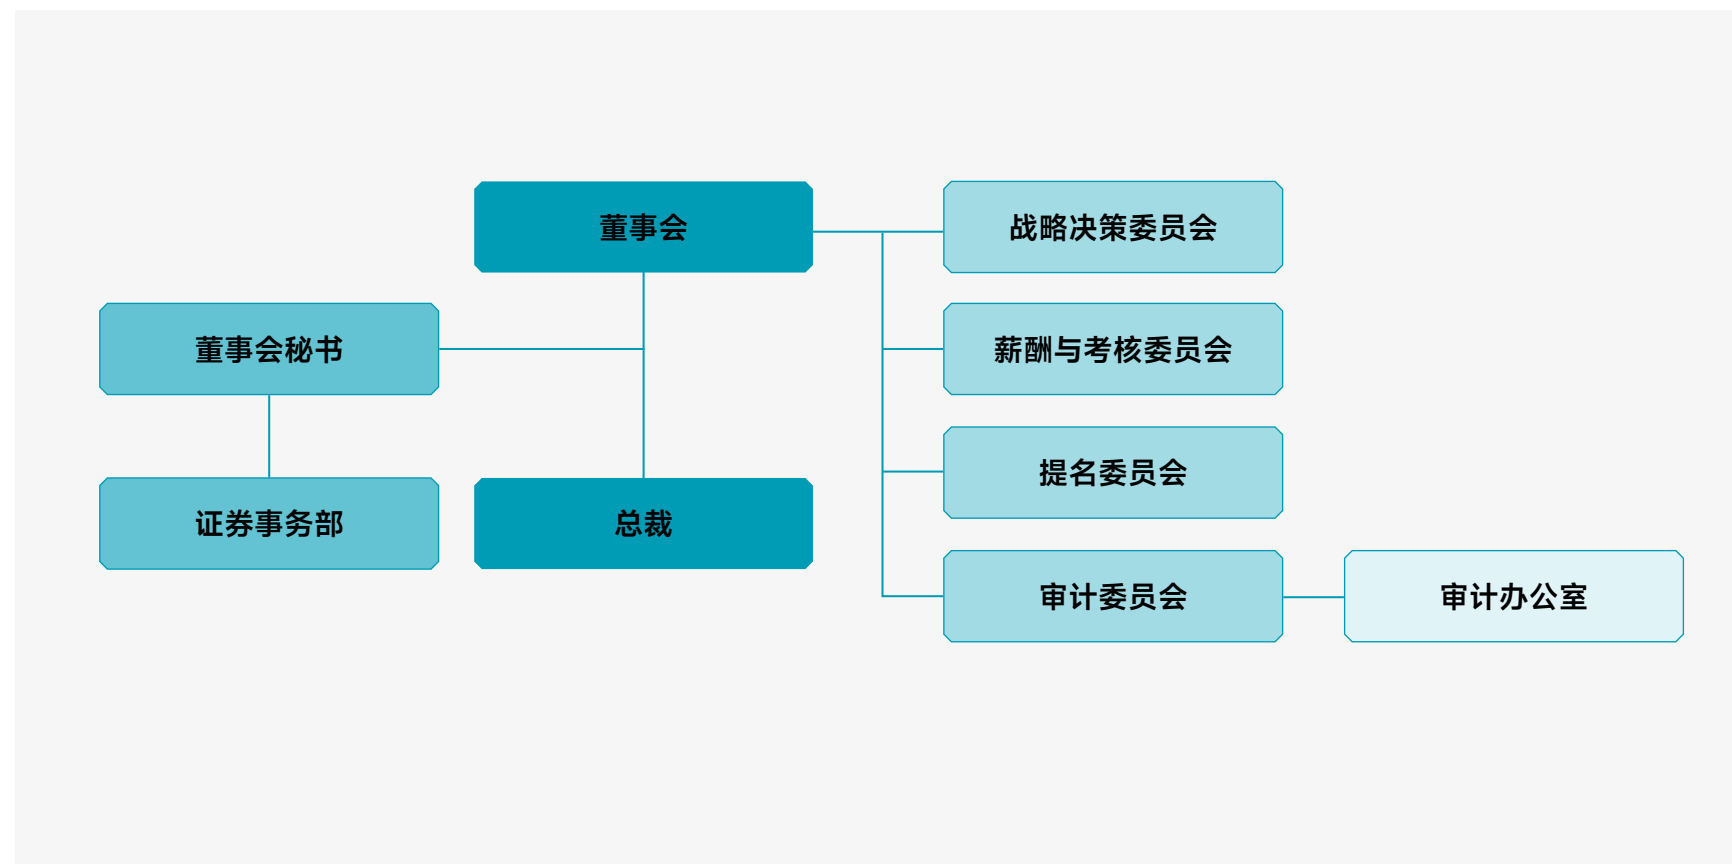 董事会
战略决策委员会
董事会秘书
薪酬与考核委员会
提名委员会
证券事务部
总裁
审计委员会
审计办公室